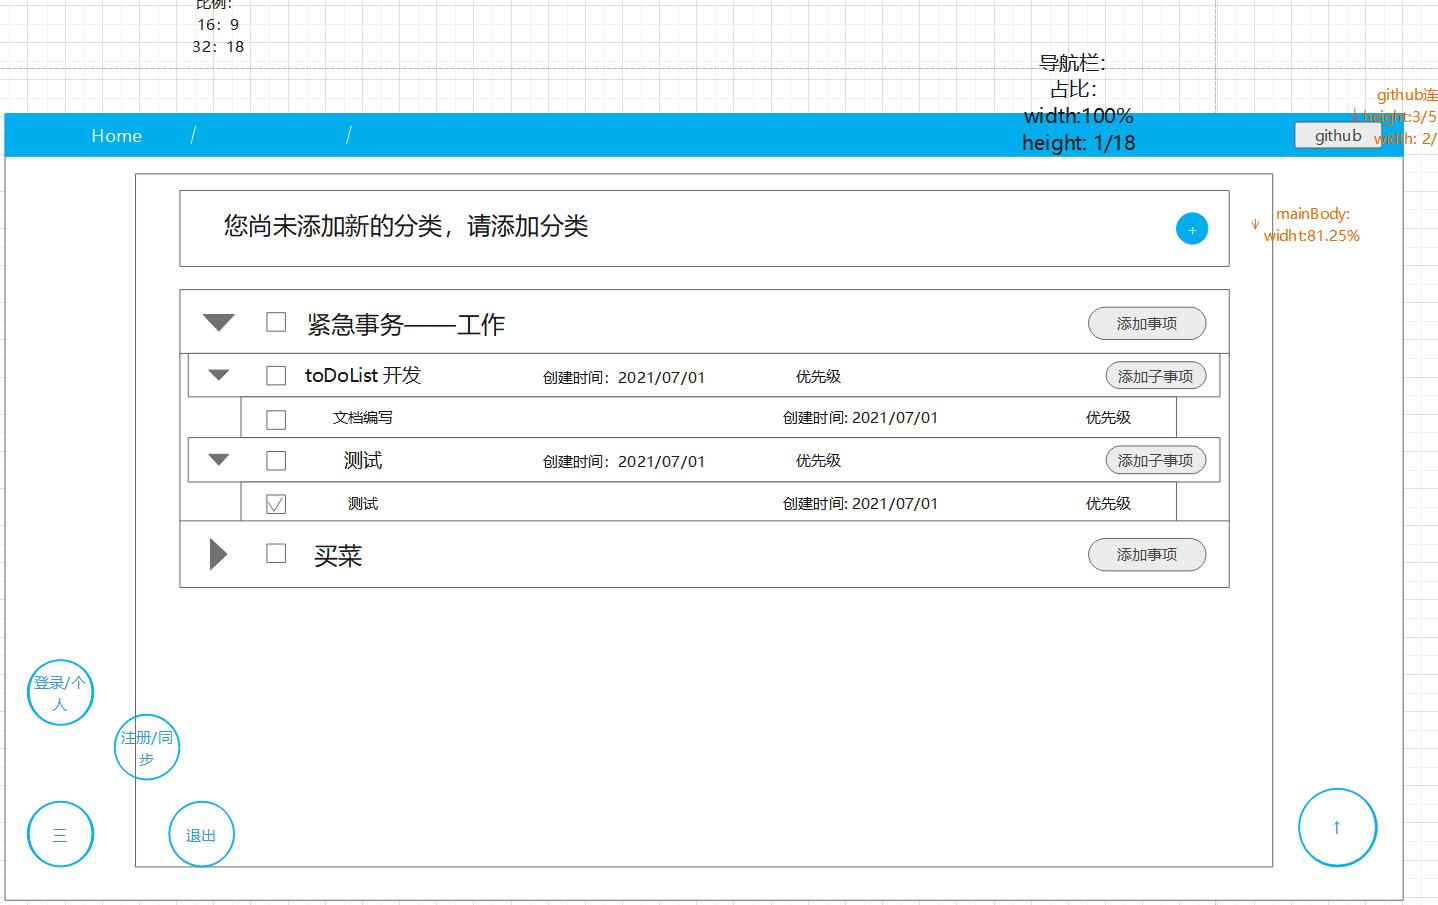 比例：
16：9
32：18
导航栏：
占比：
width:100%
height: 1/18
github连
height:3/5
width: 2/
Home / /
github
mainBody:
widht:81.25%
您尚未添加新的分类，请添加分类
+
紧急事务——工作 添加事项
toDoList 开发 创建时间：2021/07/01 优先级 添加子事项
文档编写 创建时间: 2021/07/01 优先级
测试 创建时间：2021/07/01 优先级 添加子事项
测试 创建时间: 2021/07/01 优先级
买菜 添加事项
登录/个
人
注册/同
步
三
退出
↑